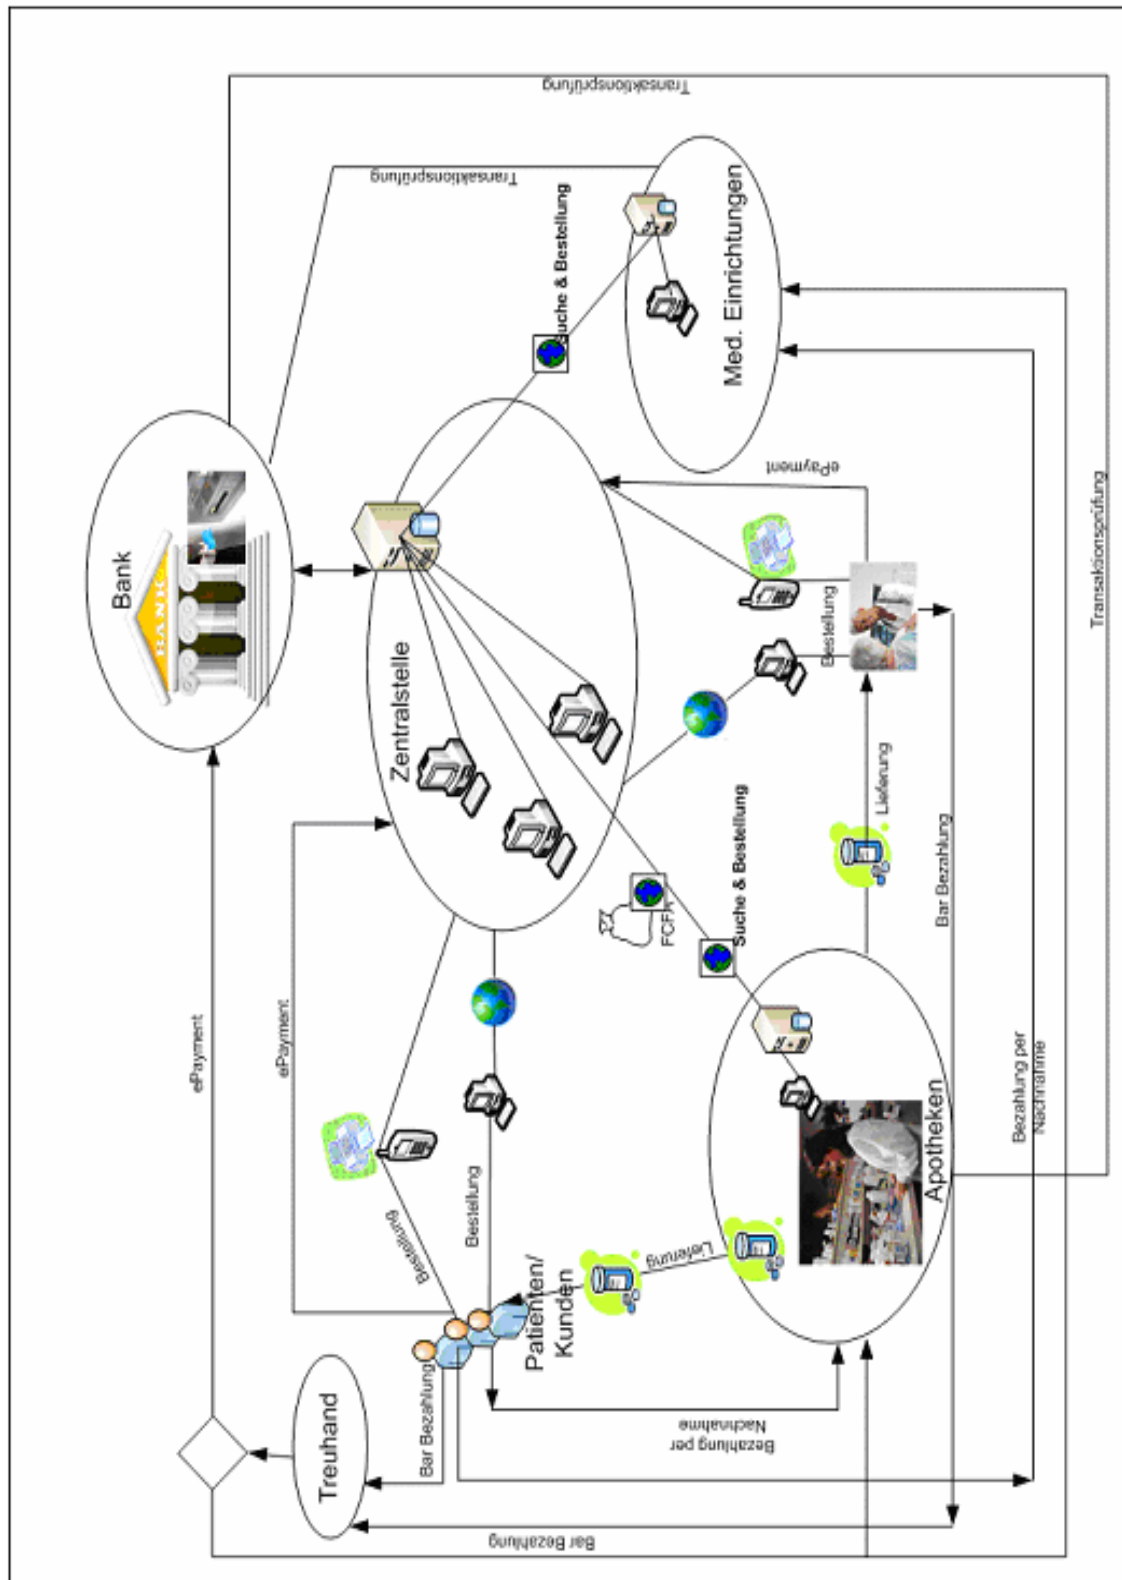 Transaktionsprüfung
Transaktionsprüfung
Bank
BANK
Suche & Bestellung
Med. Einrichtungen
Zentralstelle
ePayment
ePayment
ePayment
Bestellung
Bestellung
Bestellung
FCFA
Suche & Bestellung
Lieferung
Lieferung
Bar Bezahlung
Transaktionsprüfung
Bezahlung per
Nachnahme
Apotheken
Patienten/
Kunden
Treuhand
Bar Bezahlung
Bezahlung per
Nachnahme
Bar Bezahlung